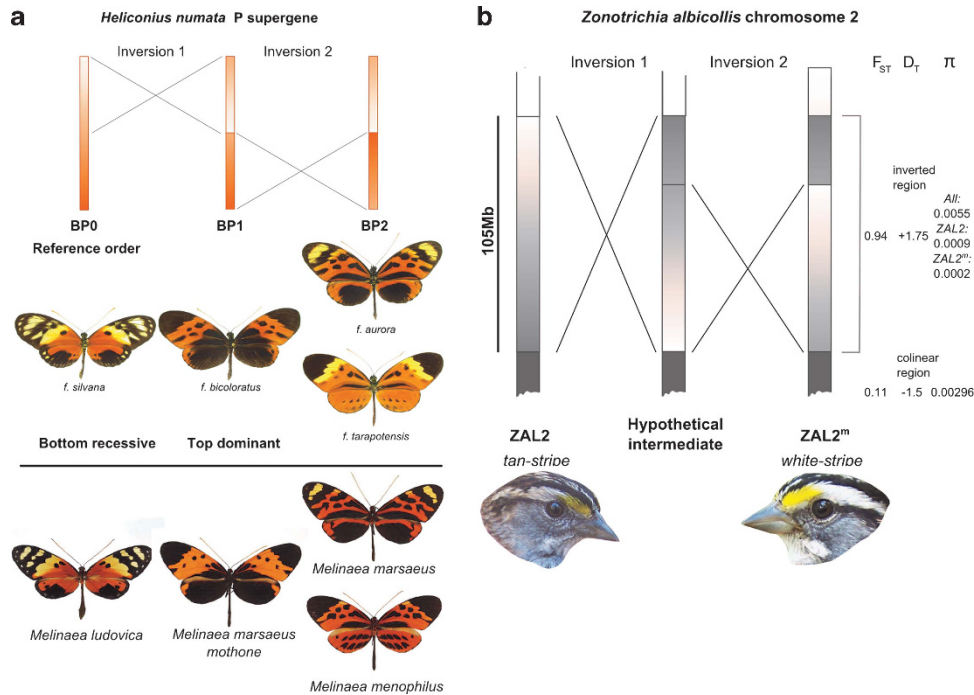 a
Heliconius numata P supergene
Inversion 1 Inversion 2
BP0 BP1 BP2
Reference order
f. aurora
f. silvana f. bicoloratus
f. tarapotensis
Bottom recessive Top dominant
Melinaea marsaeus
Melinaea ludovica Melinaea marsaeus
mothone
Melinaea menophilus
b
Zonotrichia albicollis chromosome 2
Inversion 1 Inversion 2 FST DT π
105Mb
inverted
region
All:
0.0055
0.94 +1.75 ZAL2:
0.0009
ZAL2m:
0.0002
colinear
region
0.11 -1.5 0.00296
Hypothetical
intermediate
ZAL2 ZAL2m
tan-stripe white-stripe